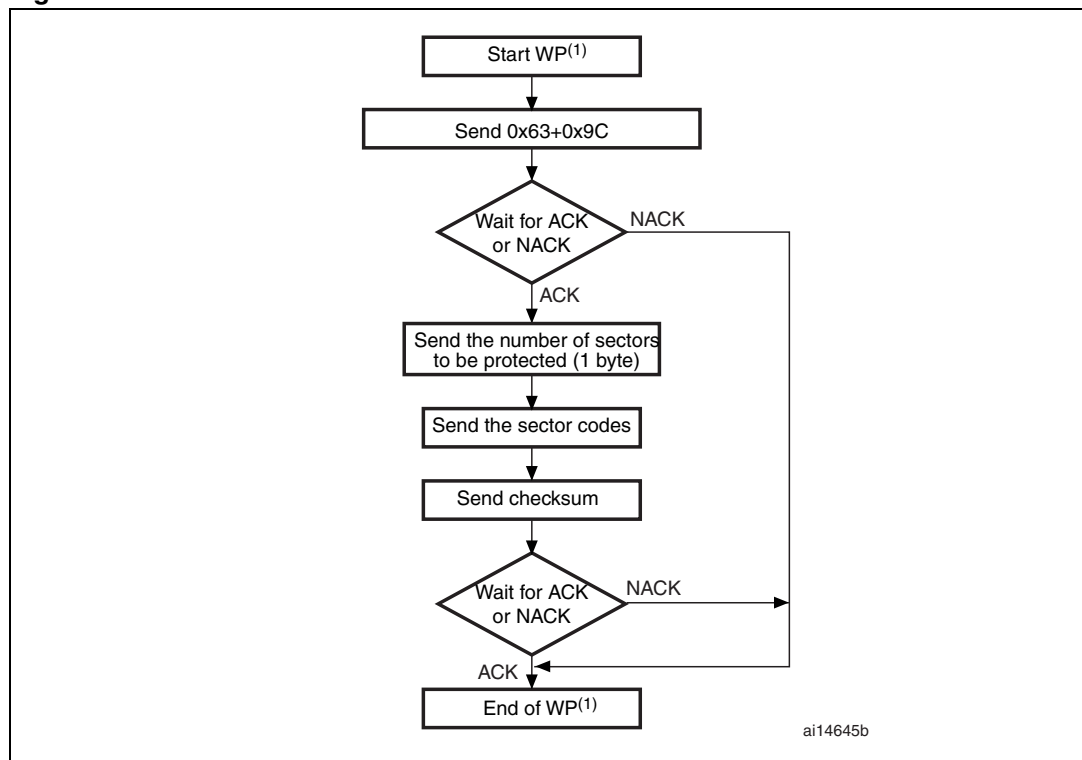 Start WP(1)
Send 0x63+0x9C
Wait for ACK
or NACK
NACK
ACK
Send the number of sectors
to be protected (1 byte)
Send the sector codes
Send checksum
Wait for ACK
or NACK
NACK
ACK
End of WP(1)
ai14645b